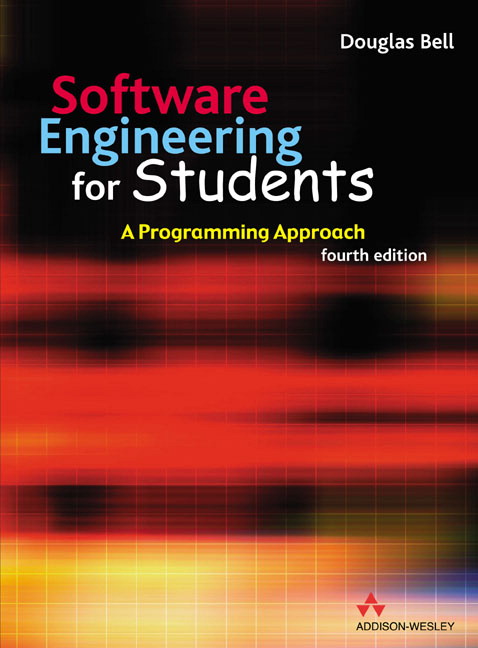 Douglas Bell
Software
Engineering
for Students
A Programming Approach
fourth edition
ADDISON-WESLEY